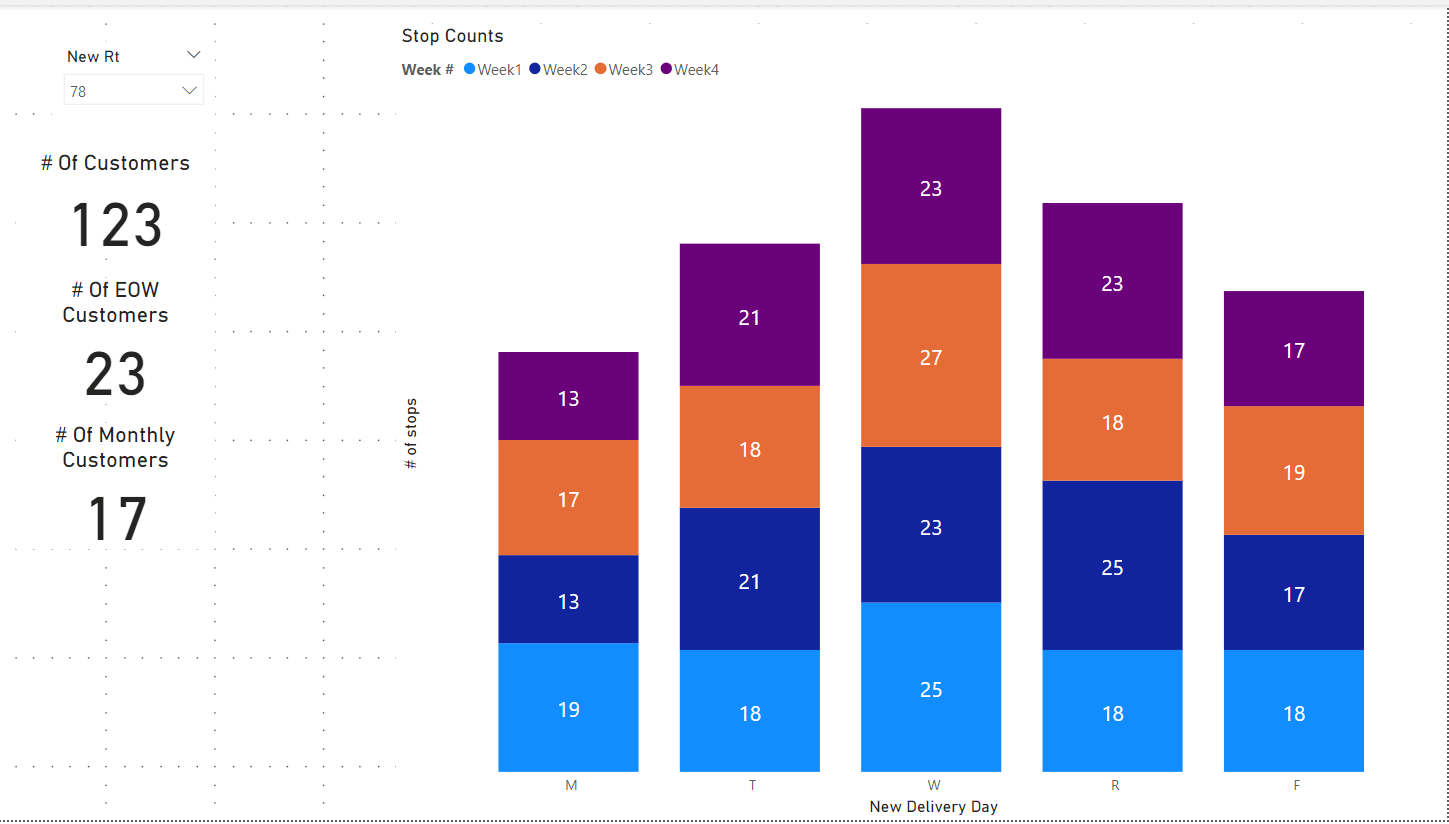 New Rt
78
# Of Customers
123
# Of EOW
Customers
23
# Of Monthly
Customers
17
Stop Counts
Week # Week1 Week2 Week3 Week4
# of stops
13
17
13
19
21
18
21
18
23
27
23
25
23
18
25
18
17
19
17
18
M T W R F
New Delivery Day